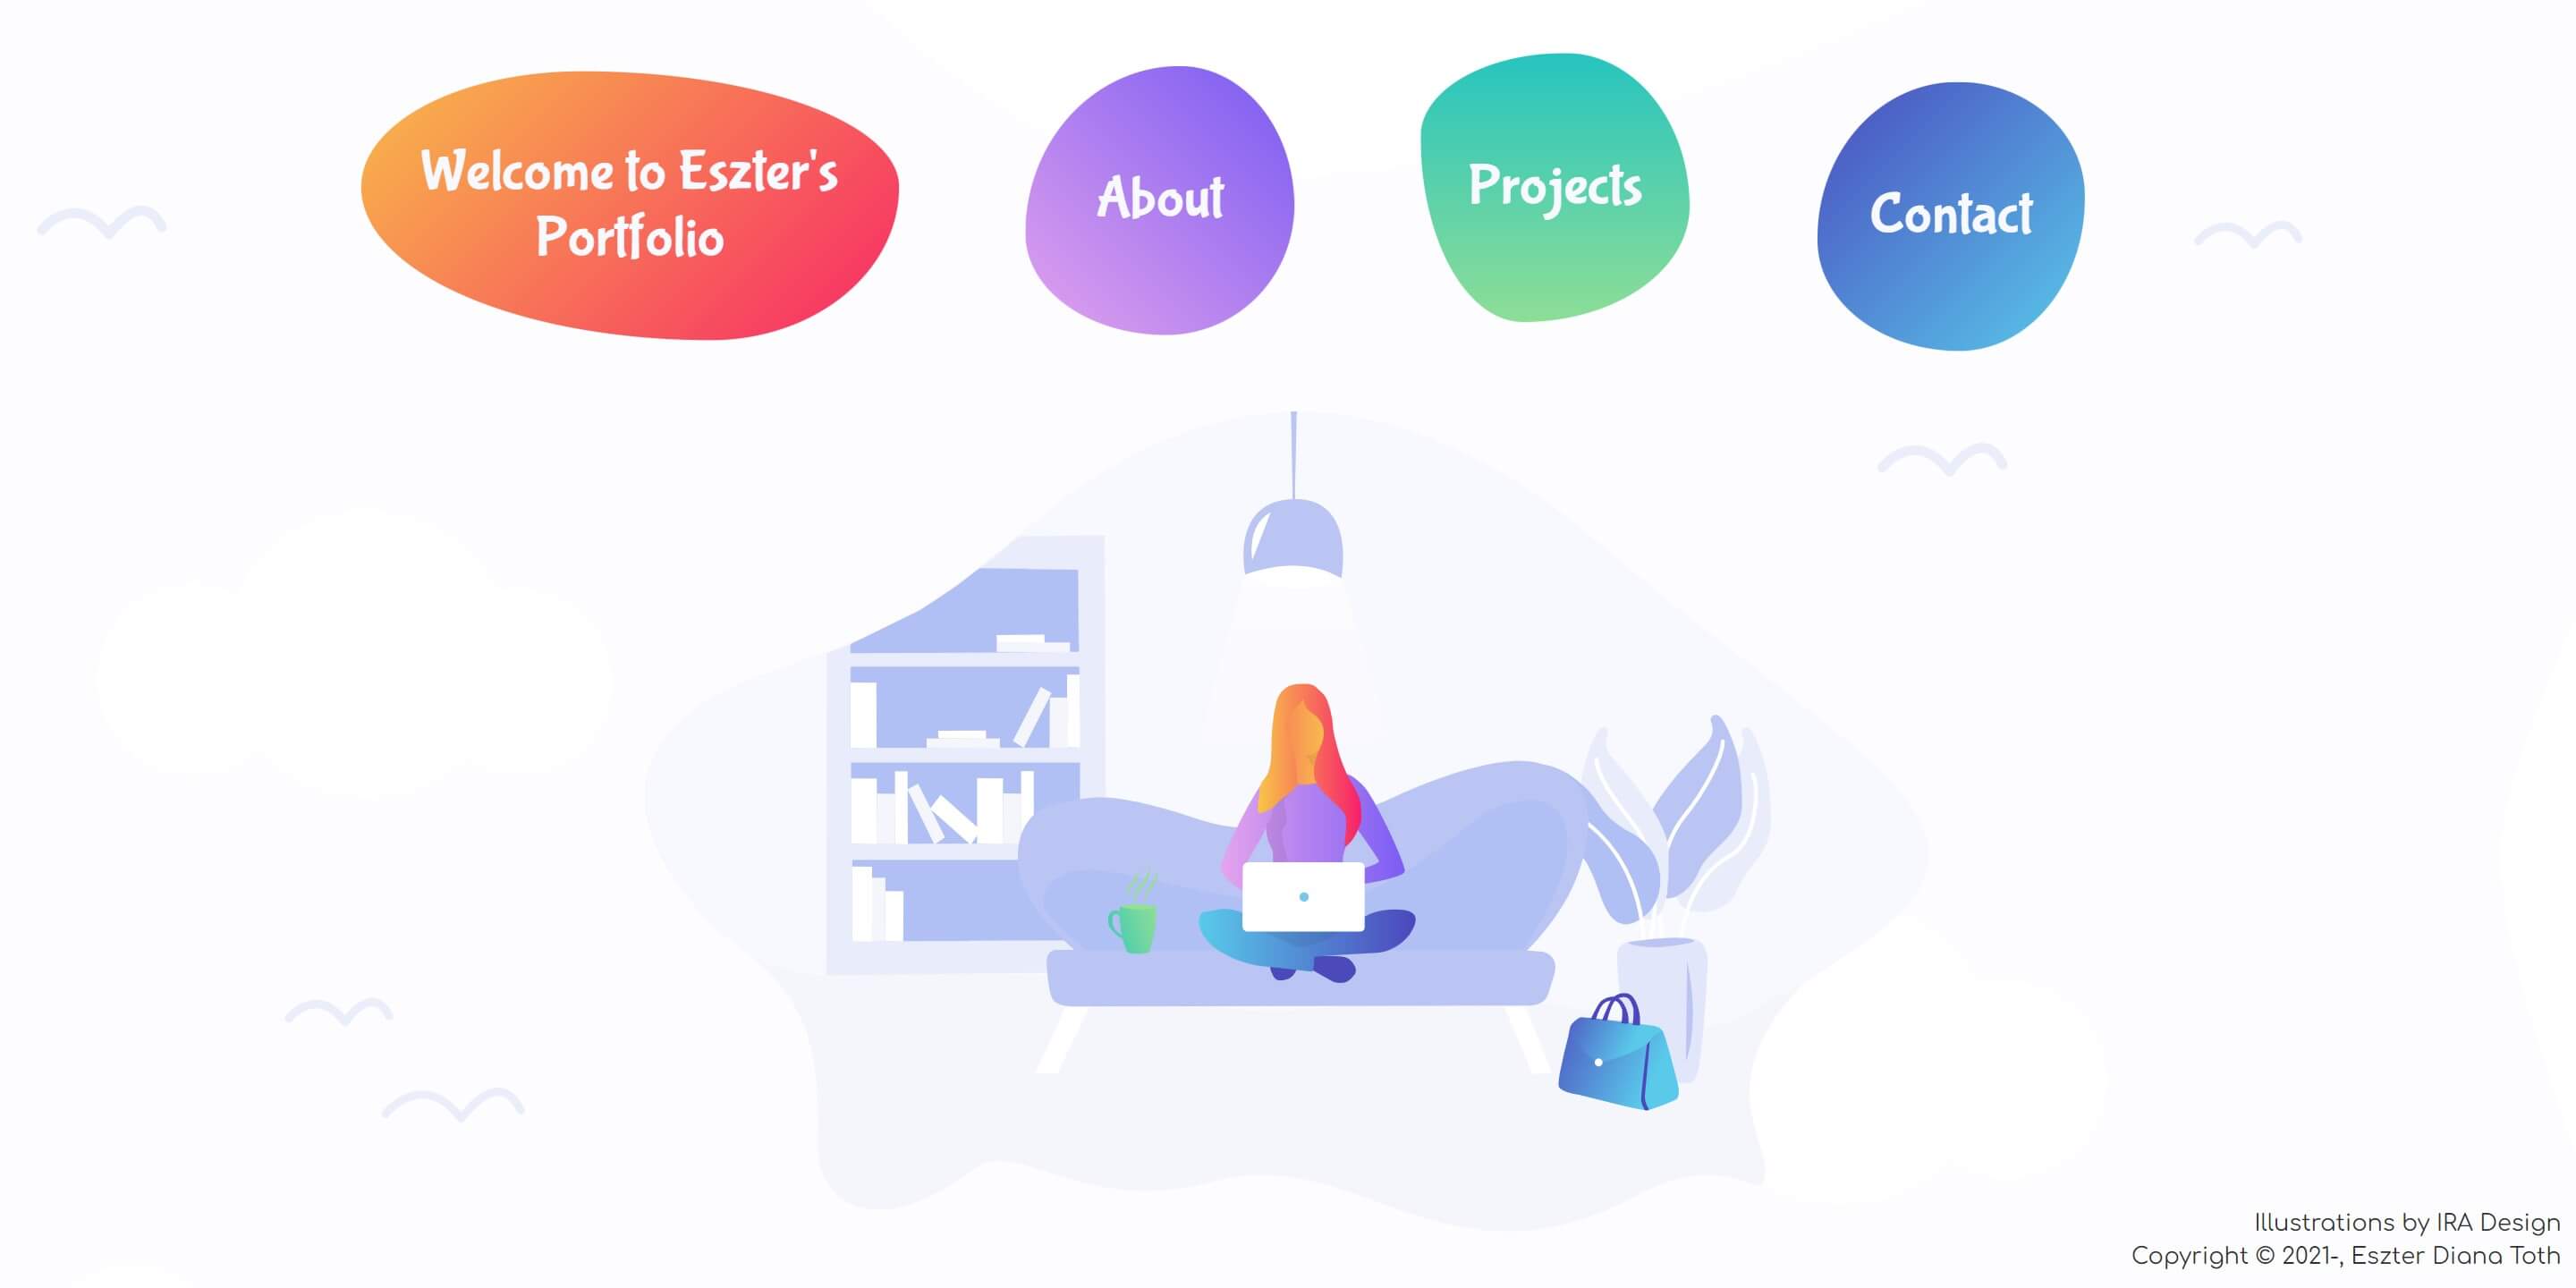 Welcome to Eszter's
Portfolio
About
Projects
Contact
Illustrations by IRA Design
Copyright © 2021-, Eszter Diana Toth